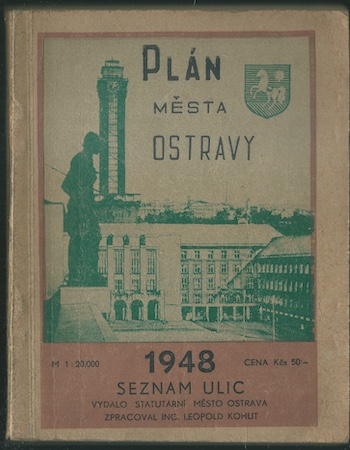 PLÁN
MĚSTA
OSTRAVY
M 1:20,000
1948
CENA Kčs 50·-
SEZNAM ULIC
VYDALO STATUTÁRNÍ MĚSTO OSTRAVA
ZPRACOVAL ING. LEOPOLD KOHUT